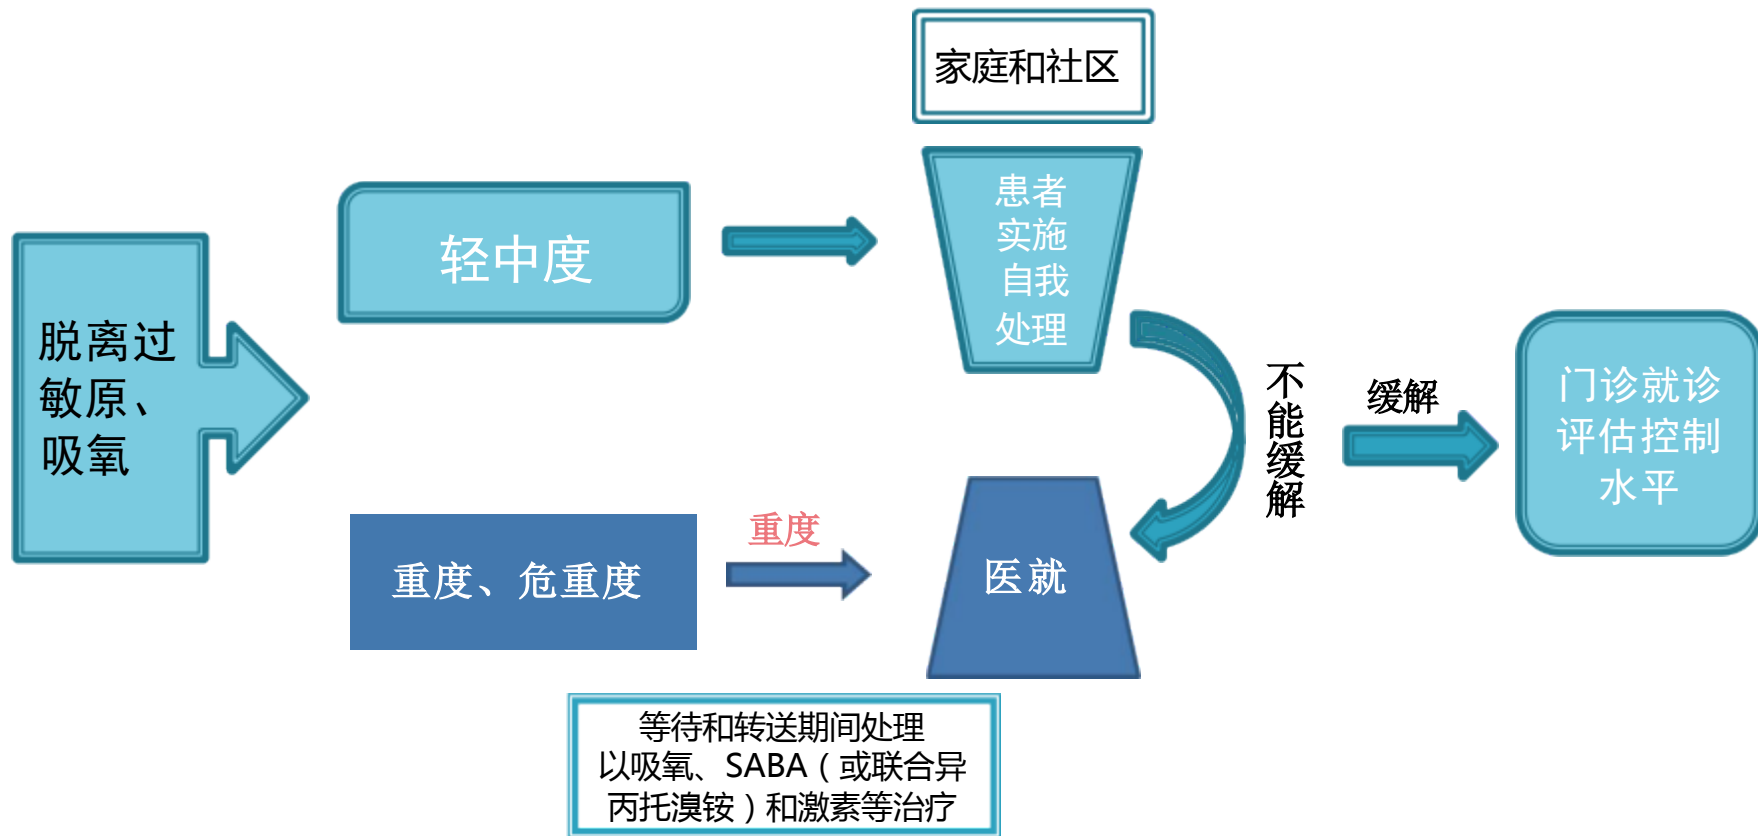 家庭和社区
患者
实施
自我
处理
轻中度
脱离过
敏原、
吸氧
不能缓解
缓解
门诊就诊
评估控制
水平
重度、危重度
重度
医就
等待和转送期间处理
以吸氧、SABA（或联合异
丙托溴铵）和激素等治疗